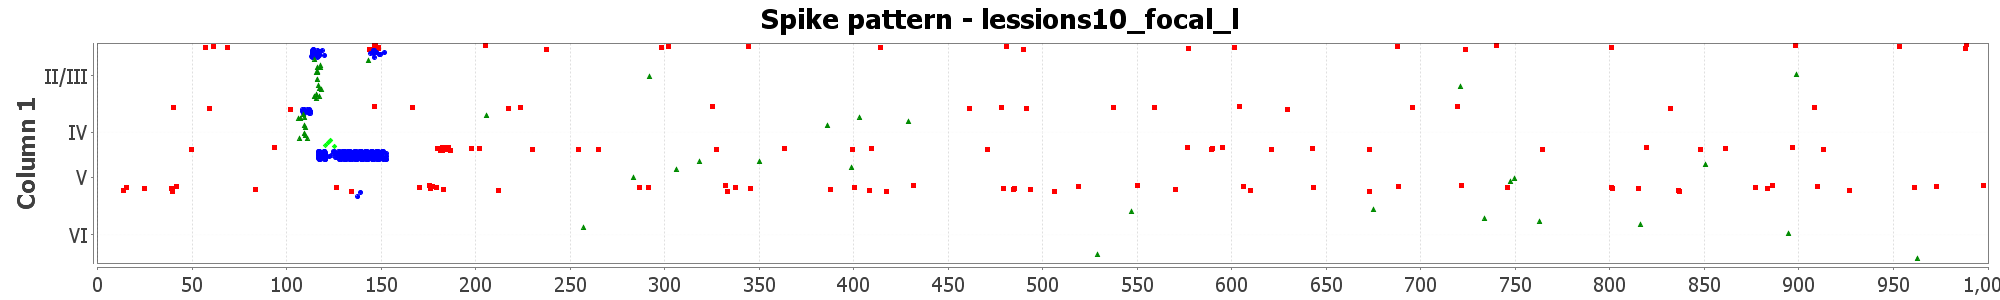 Spike pattern - lessions10_focal_l
Column 1
II/III
IV
V
VI
0 50 100 150 200 250 300 350 400 450 500 550 600 650 700 750 800 850 900 950 1,00